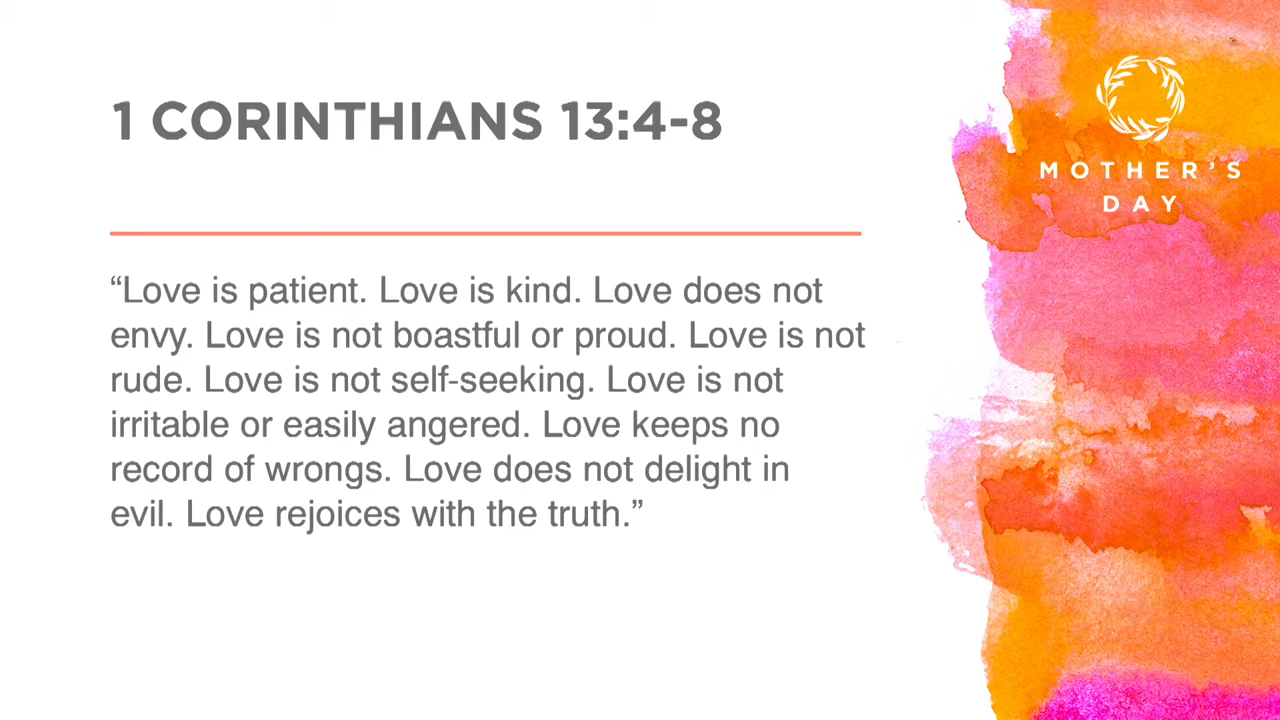 1 CORINTHIANS 13:4-8
“Love is patient. Love is kind. Love does not
envy. Love is not boastful or proud. Love is not
rude. Love is not self-seeking. Love is not
irritable or easily angered. Love keeps no
record of wrongs. Love does not delight in
evil. Love rejoices with the truth.”
MOTHER’S
DAY